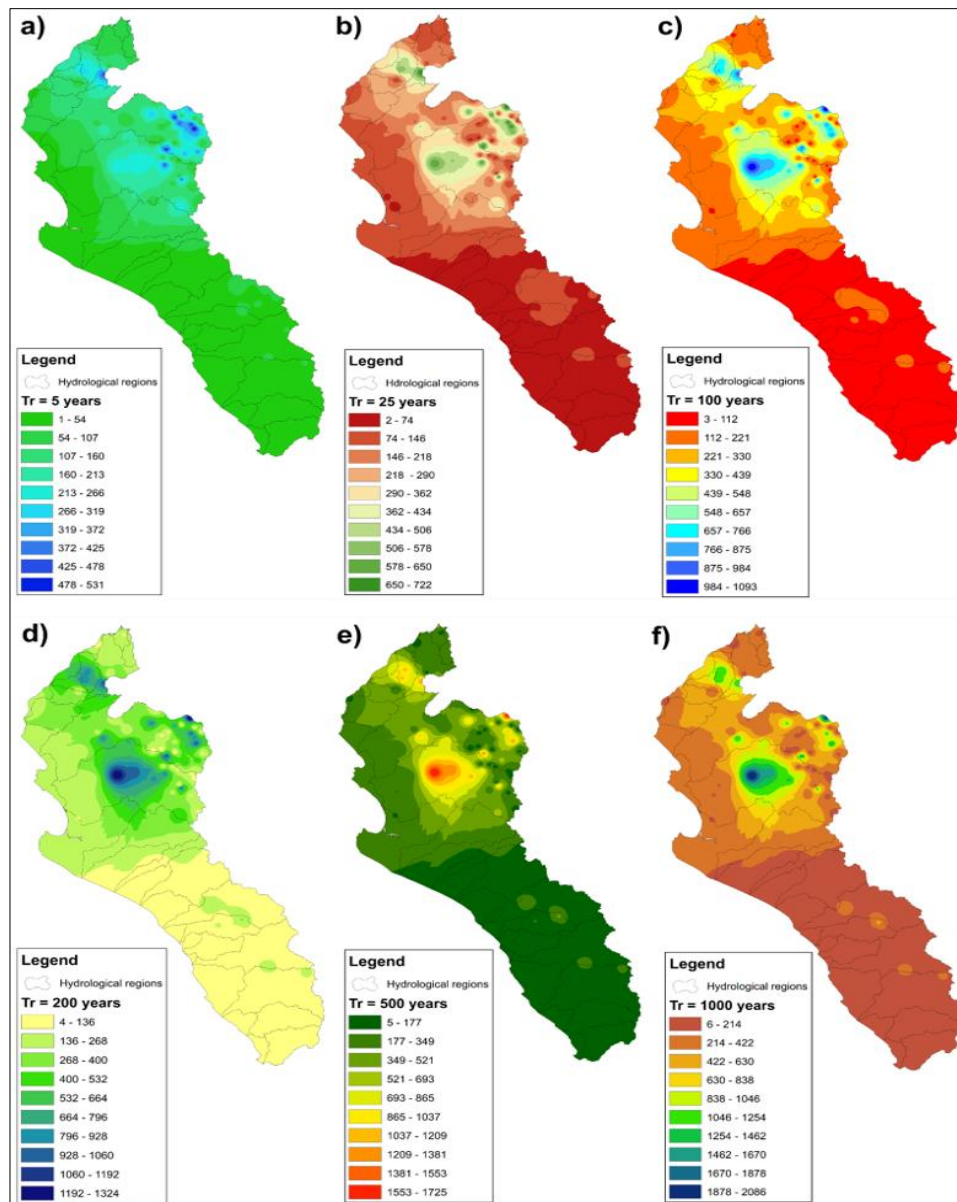 a)
Legend
Hydrological regions
Tr = 5 years
1 - 54
54 - 107
107 - 160
160 - 213
213 - 266
266 - 319
319 - 372
372 - 425
425 - 478
478 - 531
b)
Legend
Hdrological regions
Tr = 25 years
2 - 74
74 - 146
146 - 218
218 - 290
290 - 362
362 - 434
434 - 506
506 - 578
578 - 650
650 - 722
c)
Legend
Hydrological regions
Tr = 100 years
3 - 112
112 - 221
221 - 330
330 - 439
439 - 548
548 - 657
657 - 766
766 - 875
875 - 984
984 - 1093
d)
Legend
Hydrological regions
Tr = 200 years
4 - 136
136 - 268
268 - 400
400 - 532
532 - 664
664 - 796
796 - 928
928 - 1060
1060 - 1192
1192 - 1324
e)
Legend
Hydrological regions
Tr = 500 years
5 - 177
177 - 349
349 - 521
521 - 693
693 - 865
865 - 1037
1037 - 1209
1209 - 1381
1381 - 1553
1553 - 1725
f)
Legend
Hydrological regions
Tr = 1000 years
6 - 214
214 - 422
422 - 630
630 - 838
838 - 1046
1046 - 1254
1254 - 1462
1462 - 1670
1670 - 1878
1878 - 2086